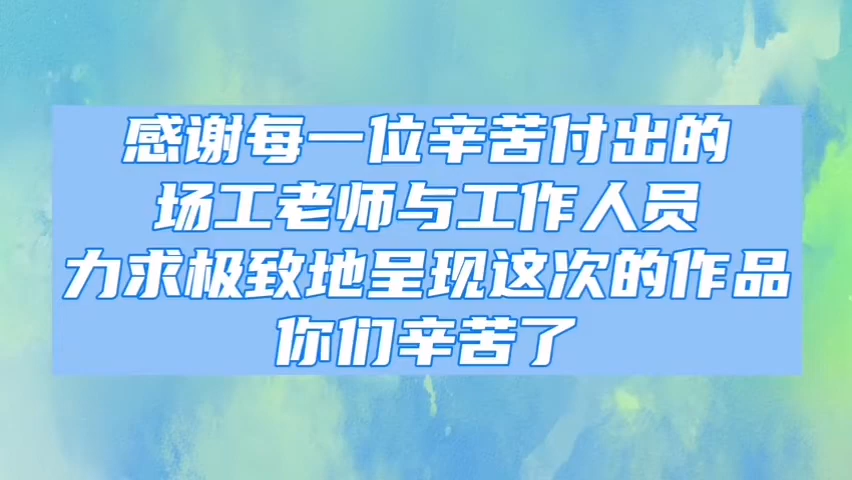 感谢每一位辛苦付出的
场工老师与工作人员
力求极致地呈现这次的作品
你们辛苦了